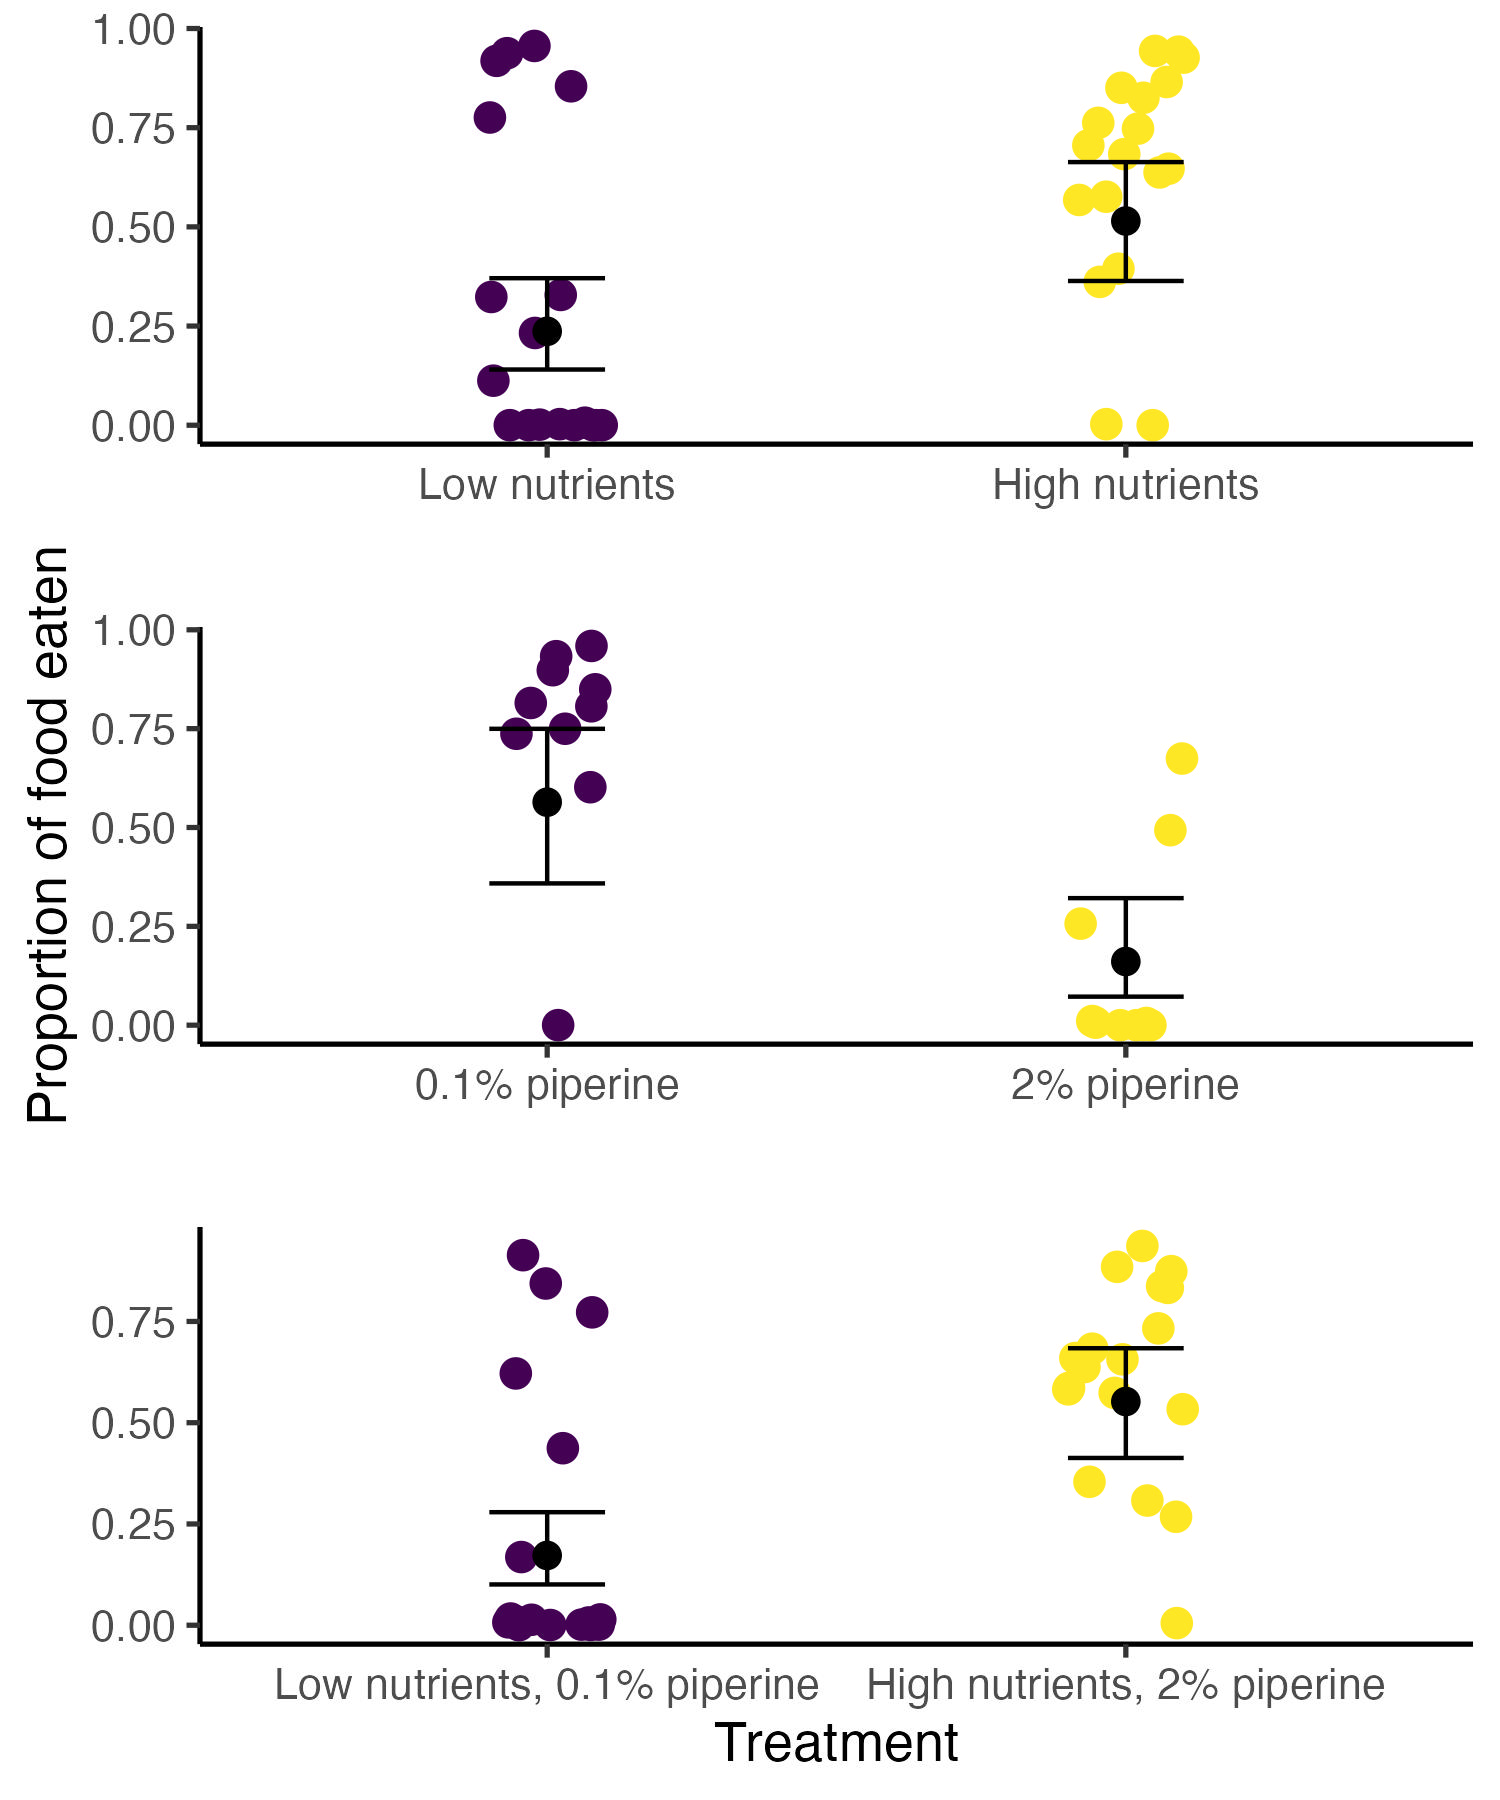 1.00
0.75
0.50
0.25
0.00
Low nutrients High nutrients
Proportion of food eaten
1.00
0.75
0.50
0.25
0.00
0.1% piperine 2% piperine
0.75
0.50
0.25
0.00
Low nutrients, 0.1% piperine High nutrients, 2% piperine
Treatment